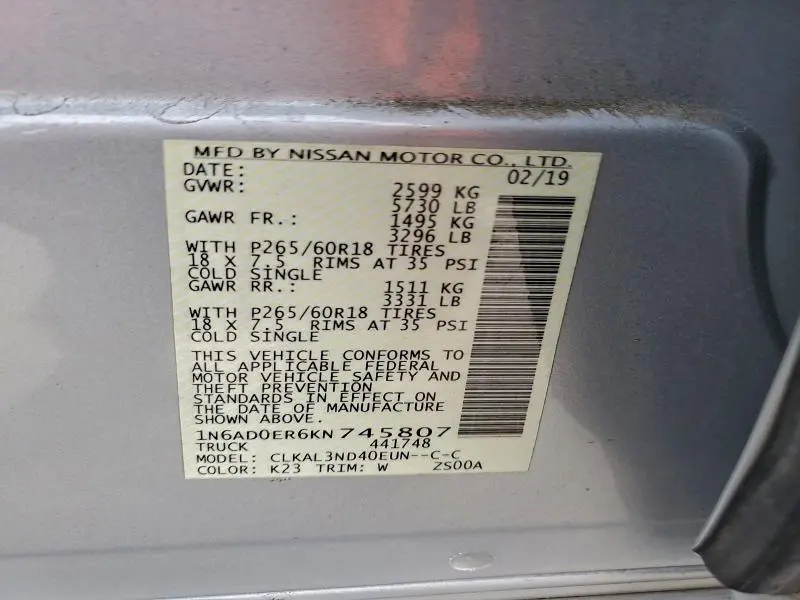 MFD BY NISSAN MOTOR CO., LTD.
DATE: 02/19
GVWR: 2599 KG
5730 LB
GAWR FR.: 1495 KG
3296 LB
WITH P265/60R18 TIRES
18 X 7.5 RIMS AT 35 PSI
COLD SINGLE
GAWR RR.: 1511 KG
3331 LB
WITH P265/60R18 TIRES
18 X 7.5 RIMS AT 35 PSI
COLD SINGLE
THIS VEHICLE CONFORMS TO
ALL APPLICABLE FEDERAL
MOTOR VEHICLE SAFETY AND
THEFT PREVENTION
STANDARDS IN EFFECT ON
THE DATE OF MANUFACTURE
SHOWN ABOVE.
1N6AD0ER6KN745807
TRUCK 441748
MODEL: CLKAL3ND40EUN--C-C
COLOR: K23 TRIM: W ZS00A